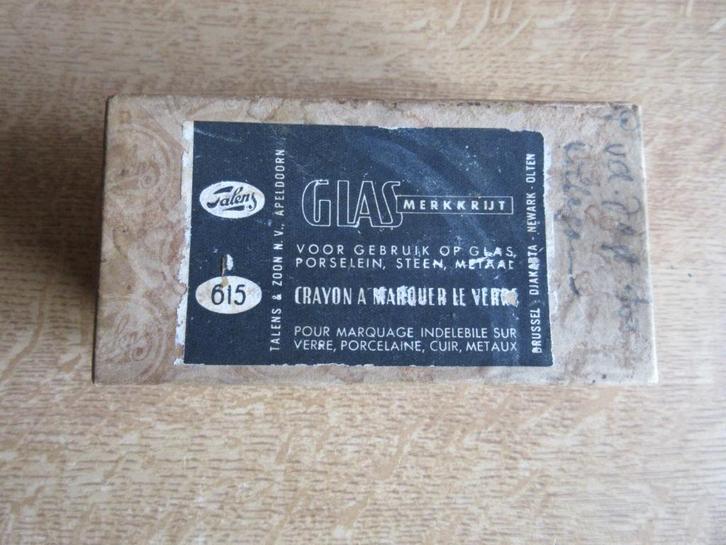 Talens
615
TALENS & ZOON N.V., APELDOORN
GLAS MERKKRIJT
VOOR GEBRUIK OP GLAS,
PORSELEIN, STEEN, METAAL
CRAYON A MARQUER LE VERRE
POUR MARQUAGE INDELEBILE SUR
VERRE, PORCELAINE, CUIR, METAUX
BRUSSEL - DJAKARTA - NEWARK - OLTEN